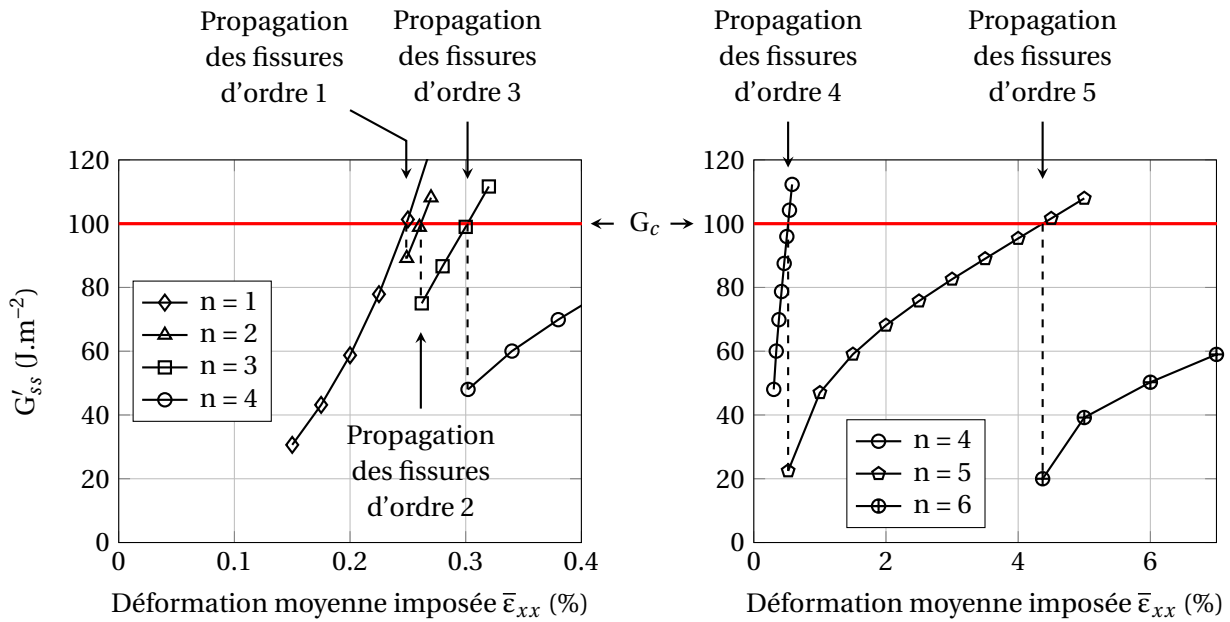 Propagation
des fissures
d'ordre 1
Propagation
des fissures
d'ordre 3
Propagation
des fissures
d'ordre 4
Propagation
des fissures
d'ordre 5
G'ss (J.m⁻²)
120
100
80
60
40
20
0
n = 1
n = 2
n = 3
n = 4
Propagation
des fissures
d'ordre 2
0
0.1
0.2
0.3
0.4
Déformation moyenne imposée ε̅xx (%)
← Gc →
120
100
80
60
40
20
0
n = 4
n = 5
n = 6
0
2
4
6
Déformation moyenne imposée ε̅xx (%)